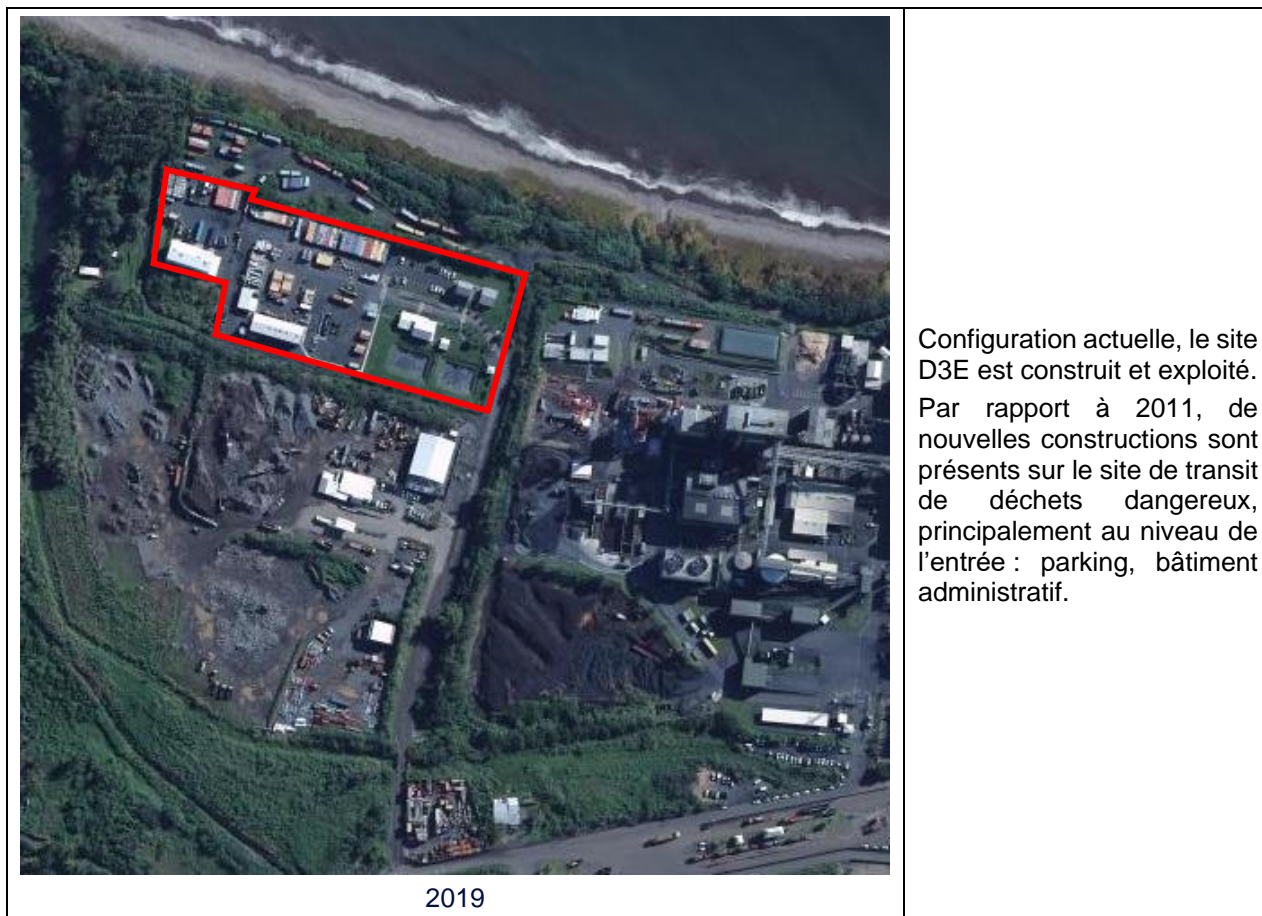 Configuration actuelle, le site
D3E est construit et exploité.
Par rapport à 2011, de
nouvelles constructions sont
présents sur le site de transit
de déchets dangereux,
principalement au niveau de
l’entrée : parking, bâtiment
administratif.
2019